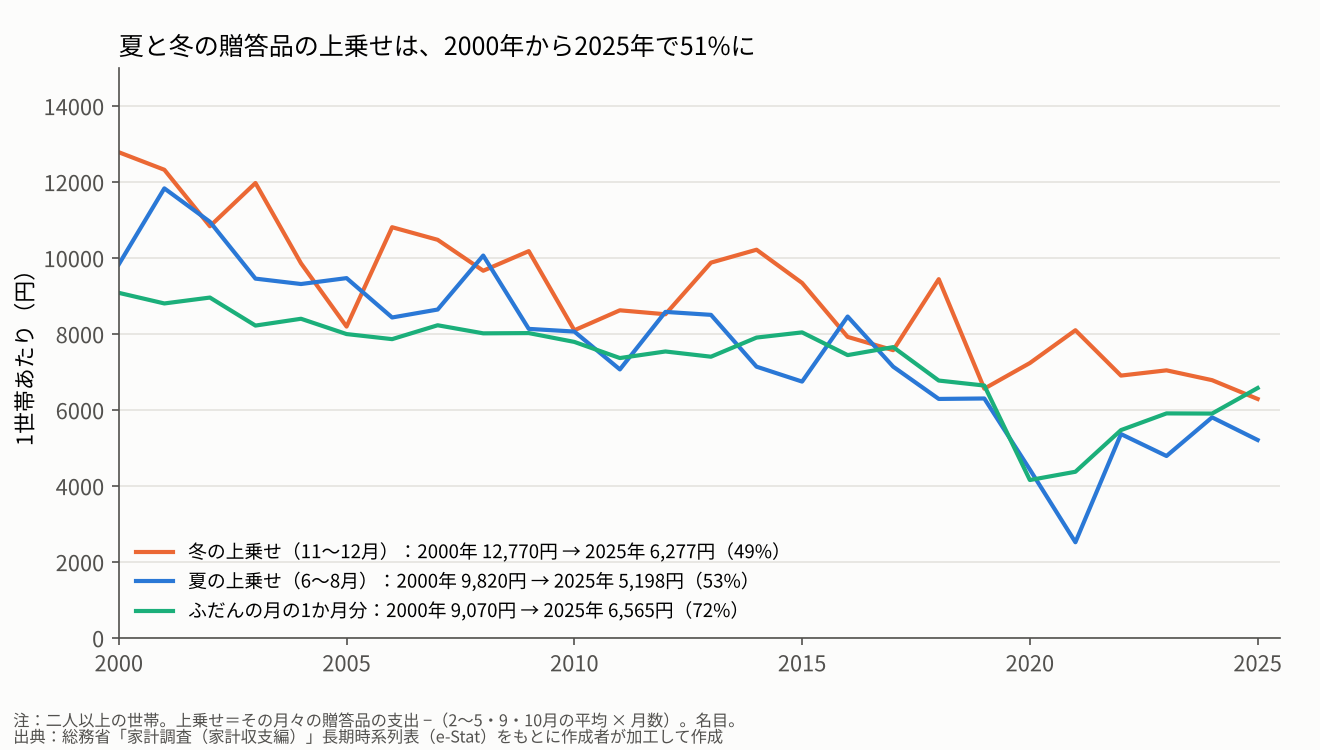 夏と冬の贈答品の上乗せは、2000年から2025年で51%に
1世帯あたり（円）
14000
12000
10000
8000
6000
4000
2000
0
冬の上乗せ（11〜12月）：2000年 12,770円 → 2025年 6,277円（49%）
夏の上乗せ（6〜8月）：2000年 9,820円 → 2025年 5,198円（53%）
ふだんの月の1か月分：2000年 9,070円 → 2025年 6,565円（72%）
2000 2005 2010 2015 2020 2025
注：二人以上の世帯。上乗せ＝その月々の贈答品の支出 −（2〜5・9・10月の平均 × 月数）。名目。
出典：総務省「家計調査（家計収支編）」長期時系列表（e-Stat）をもとに作成者が加工して作成